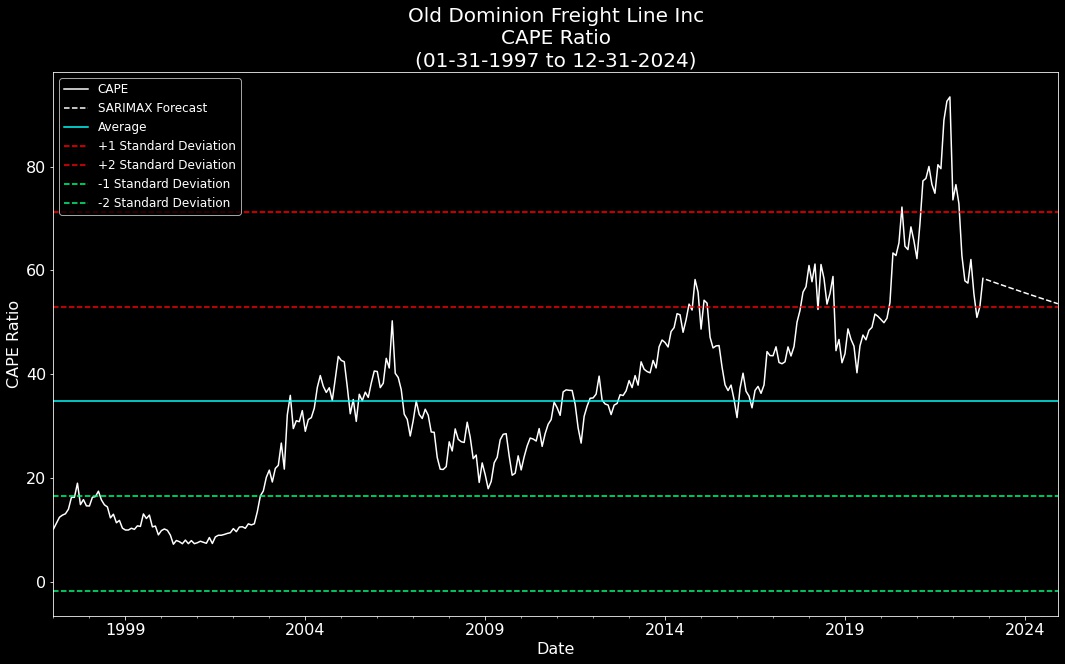 Old Dominion Freight Line Inc
CAPE Ratio
(01-31-1997 to 12-31-2024)
CAPE
SARIMAX Forecast
Average
+1 Standard Deviation
+2 Standard Deviation
-1 Standard Deviation
-2 Standard Deviation
CAPE Ratio
80
60
40
20
0
1999 2004 2009 2014 2019 2024
Date